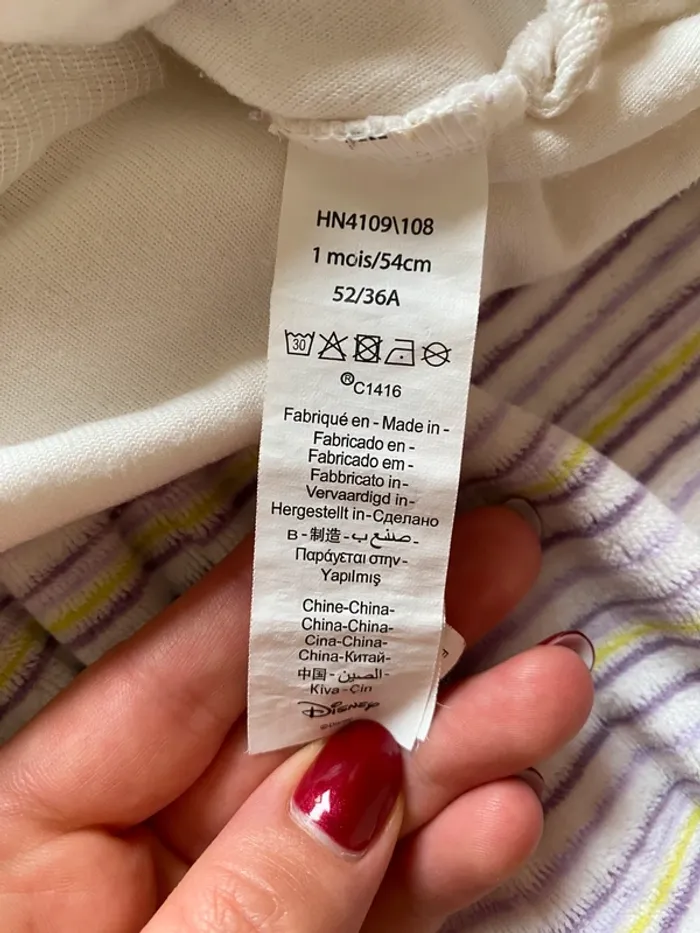 HN4109\108
1 mois/54cm
52/36A
30
®C1416
Fabriqué en - Made in -
Fabricado en -
Fabricado em -
Fabbricato in-
Vervaardigd in-
Hergestellt in-Сделано
в - 制造 - صنع ب -
Παράγεται στην-
Yapılmış
Chine-China-
China-China-
Cina-China-
China-Китай-
中国 - الصين -
Kίνα-Çin
Disney